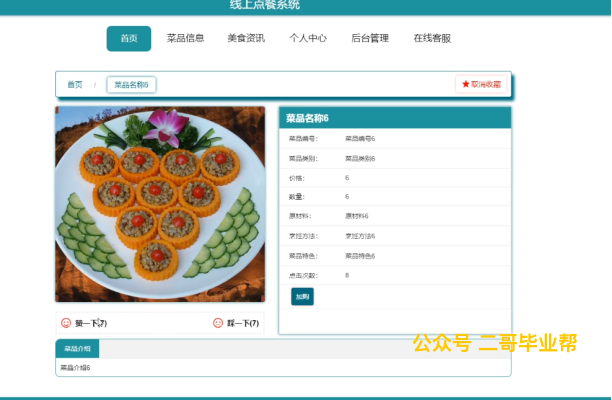 线上点餐系统
首页 菜品信息 美食资讯 个人中心 后台管理 在线客服
首页 / 菜品名称6 ★取消收藏
菜品名称6
菜品编号： 菜品编号6
菜品类别： 菜品类别6
价格： 6
数量： 6
原材料： 原材料6
烹饪方法： 烹饪方法6
菜品特色： 菜品特色6
点击次数： 8
加购
赞一下(7) 踩一下(7)
公众号 二哥毕业帮
菜品介绍
菜品介绍6